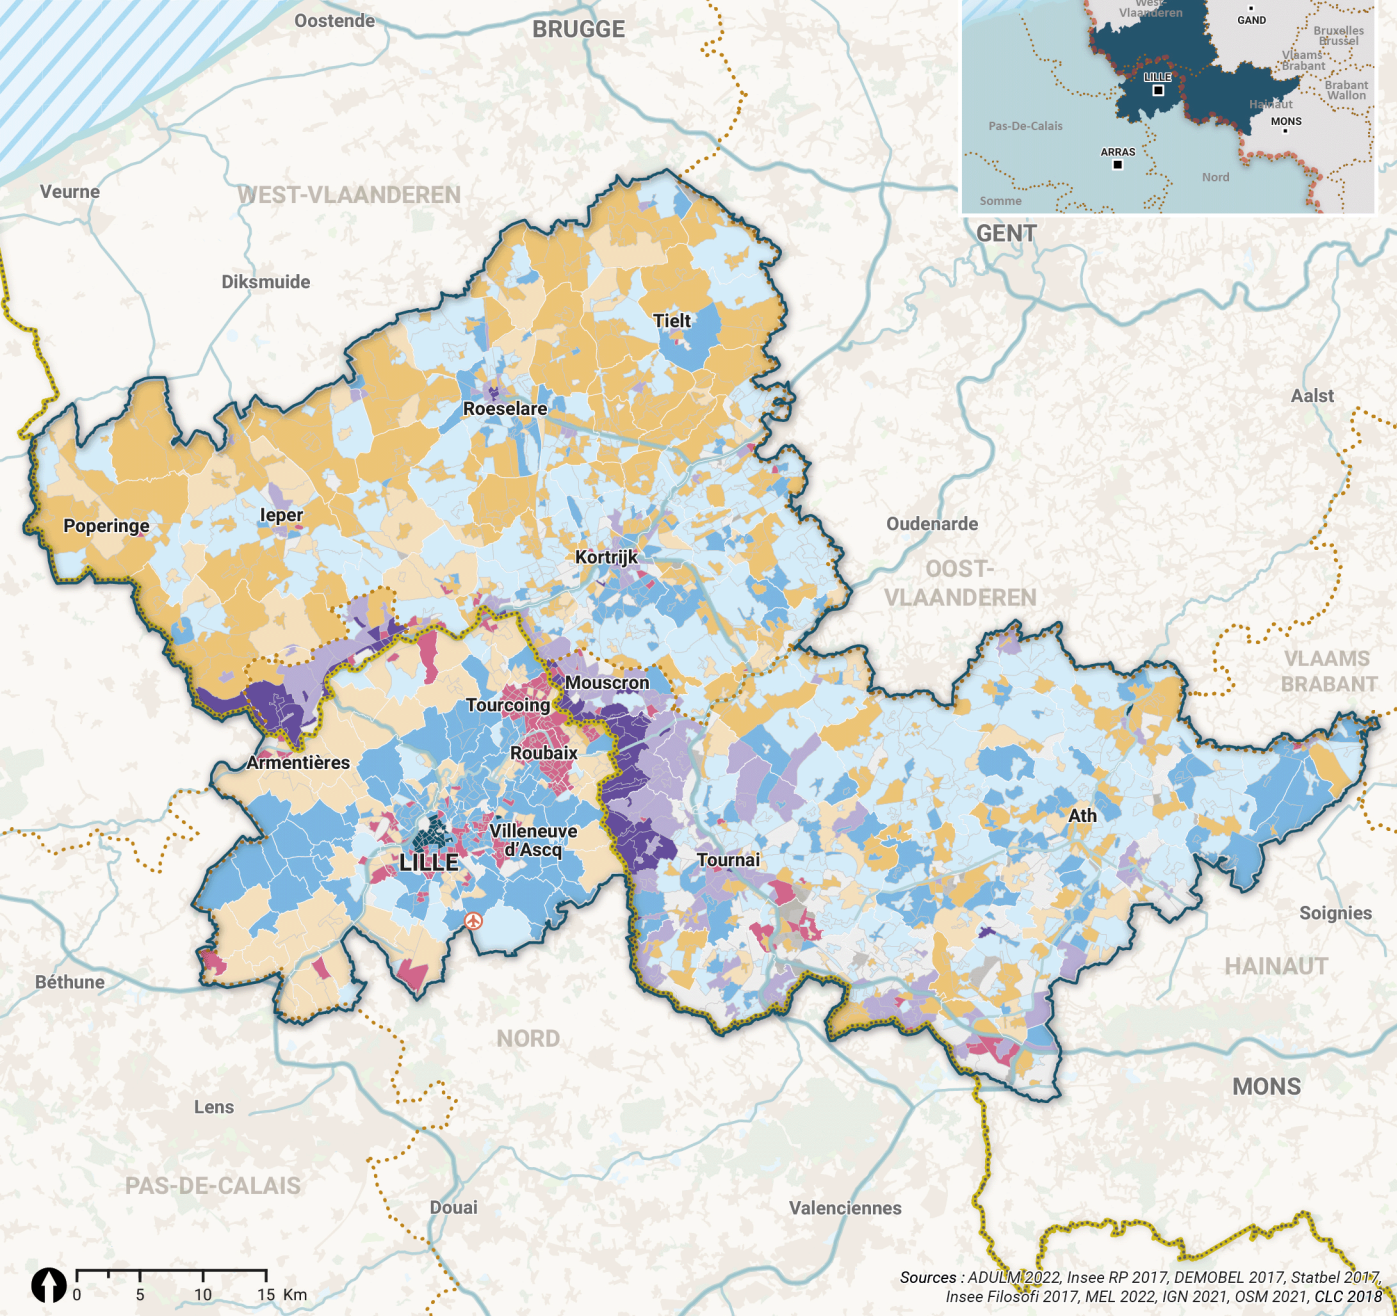 Oostende
BRUGGE
West-
Vlaanderen
GAND
Bruxelles
Brussel
Vlaams
Brabant
LILLE
Brabant
Wallon
Hainaut
MONS
Pas-De-Calais
ARRAS
Nord
Somme
Veurne
WEST-VLAANDEREN
GENT
Diksmuide
Tielt
Aalst
Roeselare
Poperinge
Ieper
Oudenarde
Kortrijk
OOST-
VLAANDEREN
VLAAMS
BRABANT
Mouscron
Tourcoing
Roubaix
Armentières
Ath
Villeneuve
d'Ascq
LILLE
Tournai
Soignies
HAINAUT
Béthune
NORD
MONS
Lens
PAS-DE-CALAIS
Douai
Valenciennes
0 5 10 15 Km
Sources : ADULM 2022, Insee RP 2017, DEMOBEL 2017, Statbel 2017,
Insee Filosofi 2017, MEL 2022, IGN 2021, OSM 2021, CLC 2018